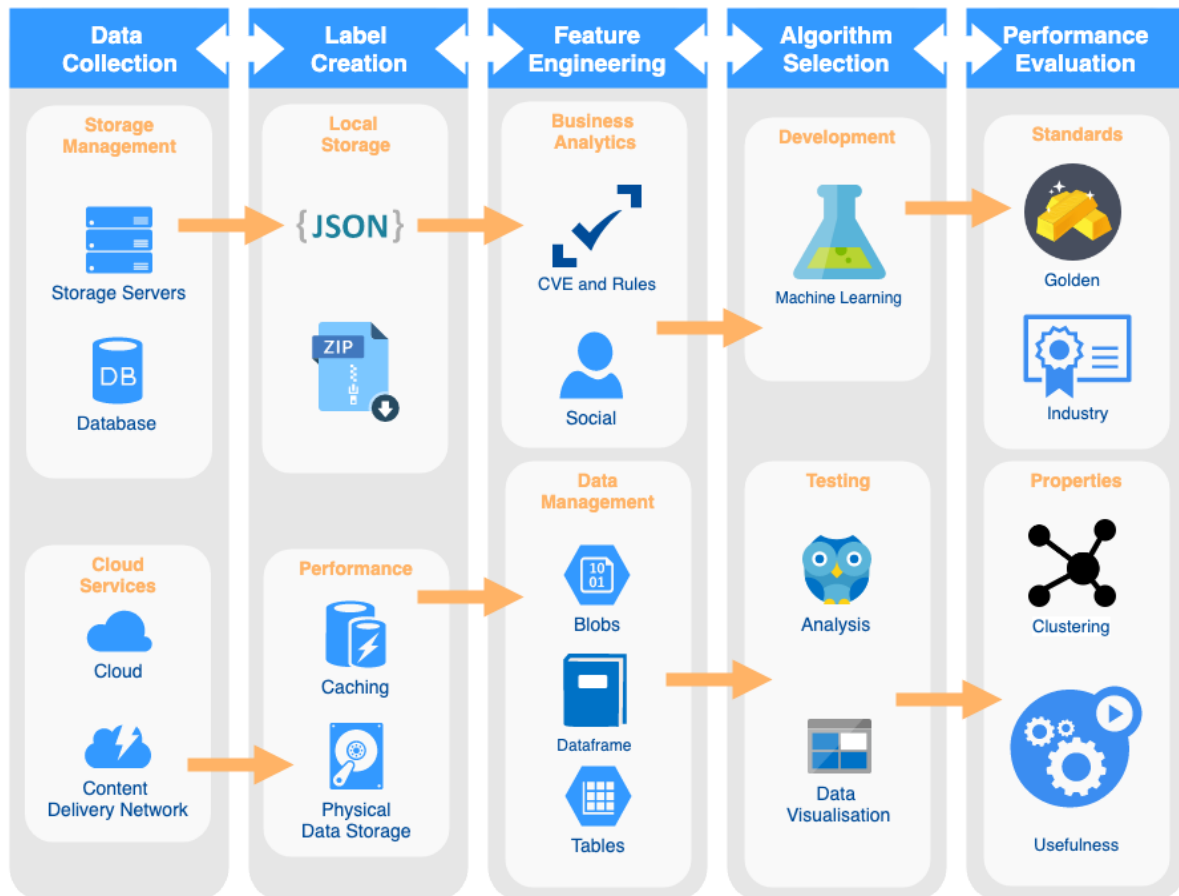 Data
Collection
Label
Creation
Feature
Engineering
Algorithm
Selection
Performance
Evaluation
Storage
Management
Storage Servers
DB
Database
Cloud
Services
Cloud
Content
Delivery Network
Local
Storage
{JSON}
ZIP
Performance
Caching
Physical
Data Storage
Business
Analytics
CVE and Rules
Social
Data
Management
10
01
Blobs
Dataframe
Tables
Development
Machine Learning
Testing
Analysis
Data
Visualisation
Standards
Golden
Industry
Properties
Clustering
Usefulness